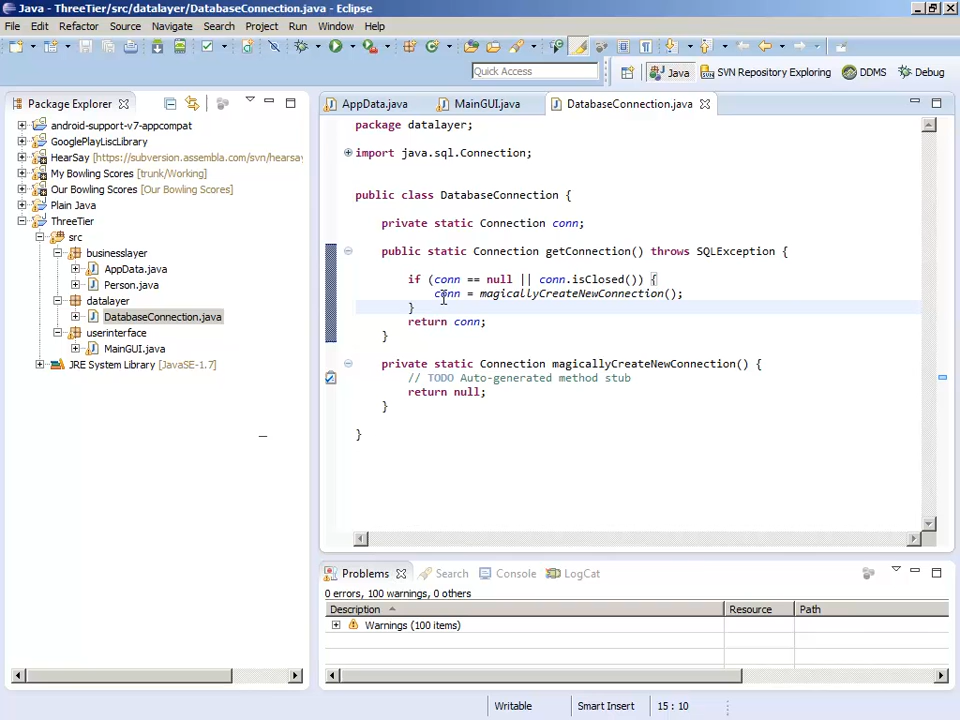 Java - ThreeTier/src/datalayer/DatabaseConnection.java - Eclipse
File Edit Refactor Source Navigate Search Project Run Window Help
Quick Access
Java SVN Repository Exploring DDMS Debug
Package Explorer
AppData.java MainGUI.java DatabaseConnection.java
android-support-v7-appcompat
GooglePlayLiscLibrary
HearSay [https://subversion.assembla.com/svn/hearsay
My Bowling Scores [trunk/Working]
Our Bowling Scores [Our Bowling Scores]
Plain Java
ThreeTier
src
businesslayer
AppData.java
Person.java
datalayer
DatabaseConnection.java
userinterface
MainGUI.java
JRE System Library [JavaSE-1.7]
package datalayer;
import java.sql.Connection;
public class DatabaseConnection {
private static Connection conn;
public static Connection getConnection() throws SQLException {
if (conn == null || conn.isClosed()) {
conn = magicallyCreateNewConnection();
}
return conn;
}
private static Connection magicallyCreateNewConnection() {
// TODO Auto-generated method stub
return null;
}
}
Problems Search Console LogCat
0 errors, 100 warnings, 0 others
Description Resource Path
Warnings (100 items)
Writable Smart Insert 15 : 10